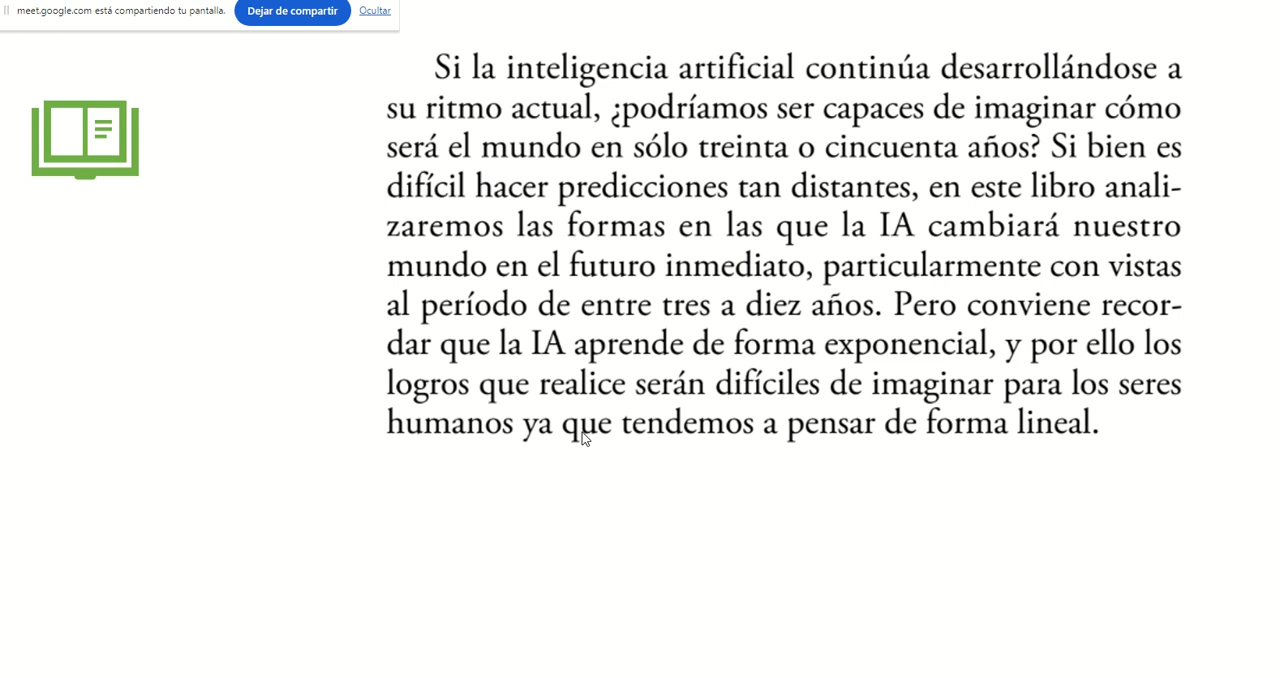 meet.google.com está compartiendo tu pantalla. Dejar de compartir Ocultar
Si la inteligencia artificial continúa desarrollándose a
su ritmo actual, ¿podríamos ser capaces de imaginar cómo
será el mundo en sólo treinta o cincuenta años? Si bien es
difícil hacer predicciones tan distantes, en este libro anali-
zaremos las formas en las que la IA cambiará nuestro
mundo en el futuro inmediato, particularmente con vistas
al período de entre tres a diez años. Pero conviene recor-
dar que la IA aprende de forma exponencial, y por ello los
logros que realice serán difíciles de imaginar para los seres
humanos ya que tendemos a pensar de forma lineal.